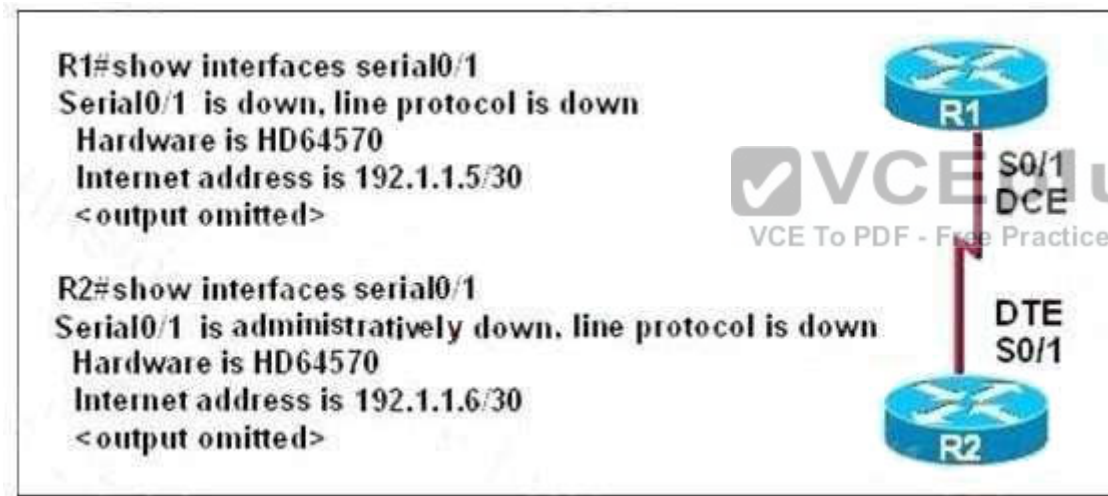 R1#show interfaces serial0/1
Serial0/1 is down, line protocol is down
Hardware is HD64570
Internet address is 192.1.1.5/30
<output omitted>
R2#show interfaces serial0/1
Serial0/1 is administratively down, line protocol is down
Hardware is HD64570
Internet address is 192.1.1.6/30
<output omitted>
R1
S0/1
DCE
VCE To PDF - Free Practice
DTE
S0/1
R2